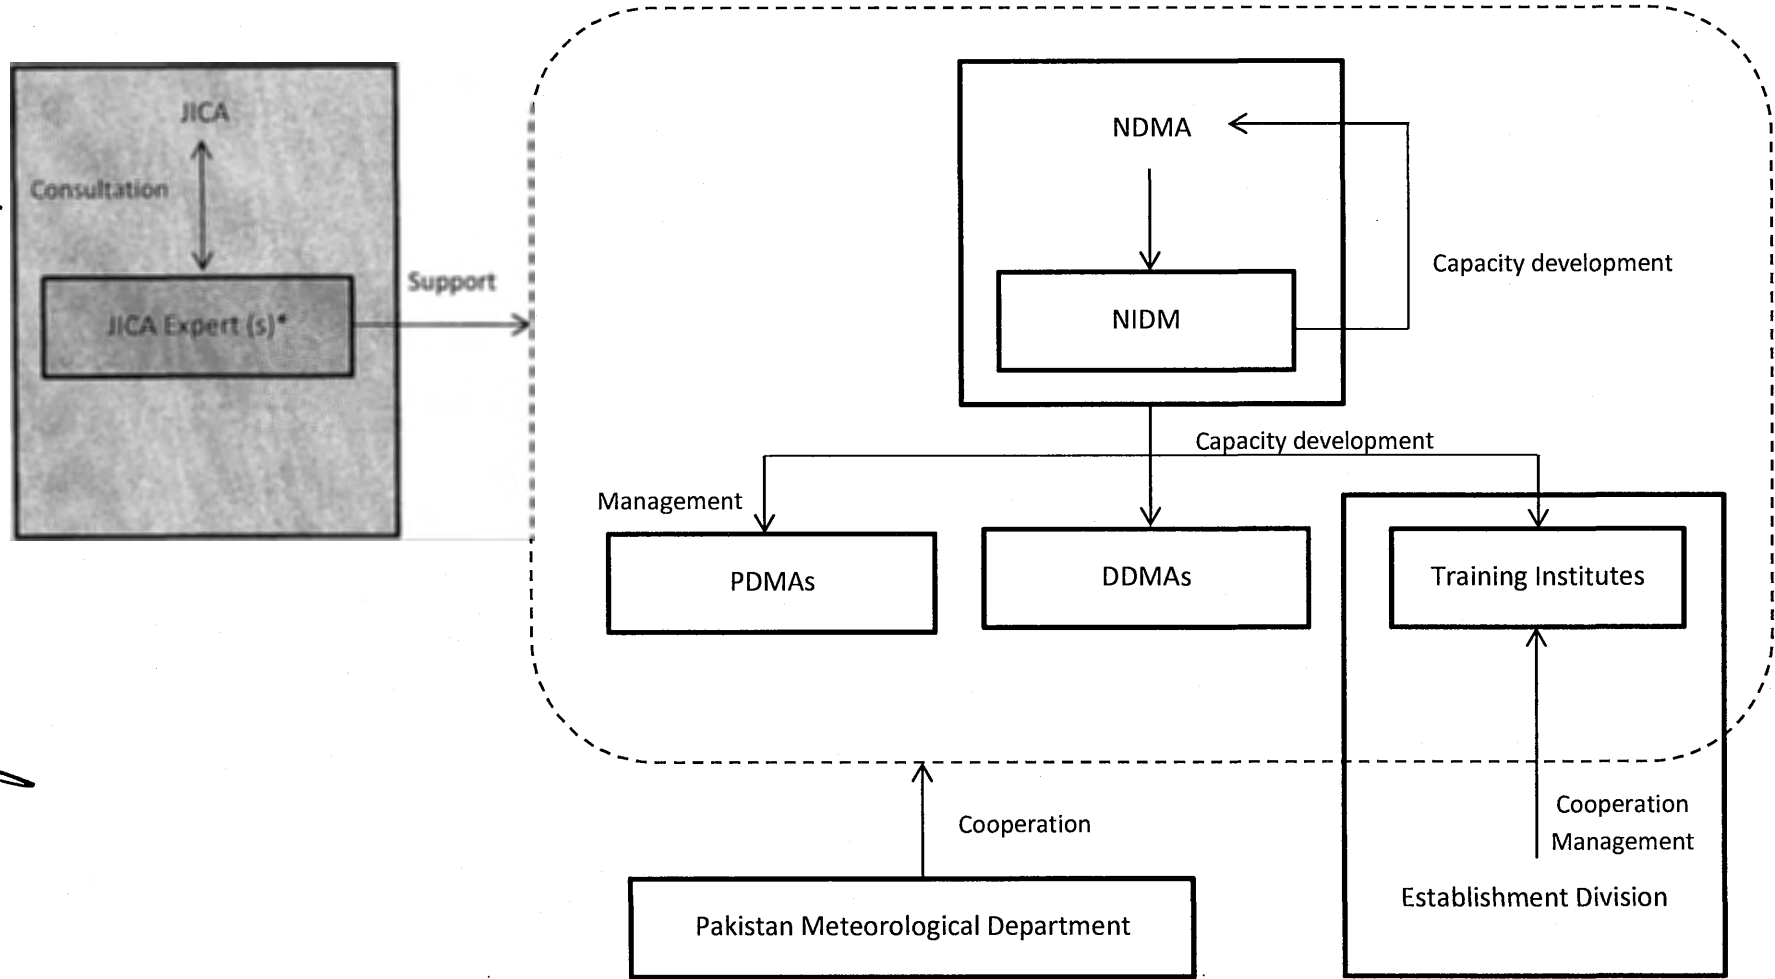 JICA
Consultation
JICA Expert (s)*
Support
NDMA
NIDM
Capacity development
Capacity development
Management
PDMAs
DDMAs
Training Institutes
Cooperation
Pakistan Meteorological Department
Cooperation
Management
Establishment Division